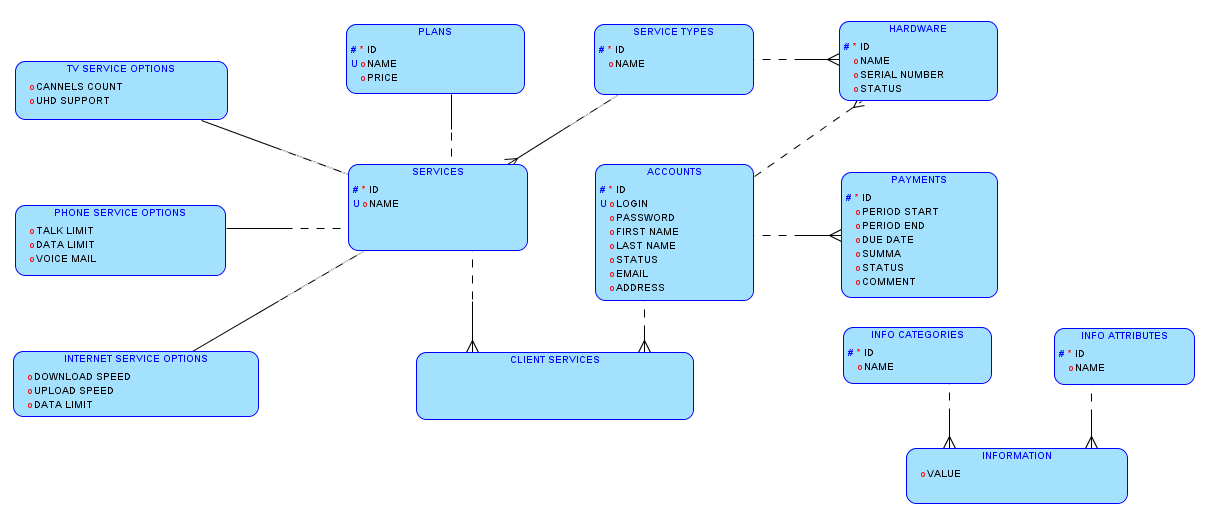 PLANS
# * ID
U o NAME
o PRICE
SERVICE TYPES
# * ID
o NAME
HARDWARE
# * ID
o NAME
o SERIAL NUMBER
o STATUS
TV SERVICE OPTIONS
o CANNELS COUNT
o UHD SUPPORT
SERVICES
# * ID
U o NAME
ACCOUNTS
# * ID
U o LOGIN
o PASSWORD
o FIRST NAME
o LAST NAME
o STATUS
o EMAIL
o ADDRESS
PAYMENTS
# * ID
o PERIOD START
o PERIOD END
o DUE DATE
o SUMMA
o STATUS
o COMMENT
PHONE SERVICE OPTIONS
o TALK LIMIT
o DATA LIMIT
o VOICE MAIL
INTERNET SERVICE OPTIONS
o DOWNLOAD SPEED
o UPLOAD SPEED
o DATA LIMIT
CLIENT SERVICES
INFO CATEGORIES
# * ID
o NAME
INFO ATTRIBUTES
# * ID
o NAME
INFORMATION
o VALUE